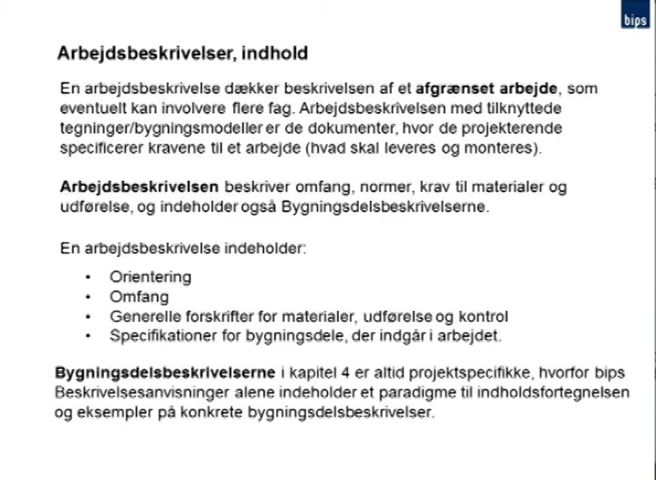 bips
Arbejdsbeskrivelser, indhold
En arbejdsbeskrivelse dækker beskrivelsen af et afgrænset arbejde, som
eventuelt kan involvere flere fag. Arbejdsbeskrivelsen med tilknyttede
tegninger/bygningsmodeller er de dokumenter, hvor de projekterende
specificerer kravene til et arbejde (hvad skal leveres og monteres).
Arbejdsbeskrivelsen beskriver omfang, normer, krav til materialer og
udførelse, og indeholder også Bygningsdelsbeskrivelserne.
En arbejdsbeskrivelse indeholder:
• Orientering
• Omfang
• Generelle forskrifter for materialer, udførelse og kontrol
• Specifikationer for bygningsdele, der indgår i arbejdet.
Bygningsdelsbeskrivelserne i kapitel 4 er altid projektspecifikke, hvorfor bips
Beskrivelsesanvisninger alene indeholder et paradigme til indholdsfortegnelsen
og eksempler på konkrete bygningsdelsbeskrivelser.